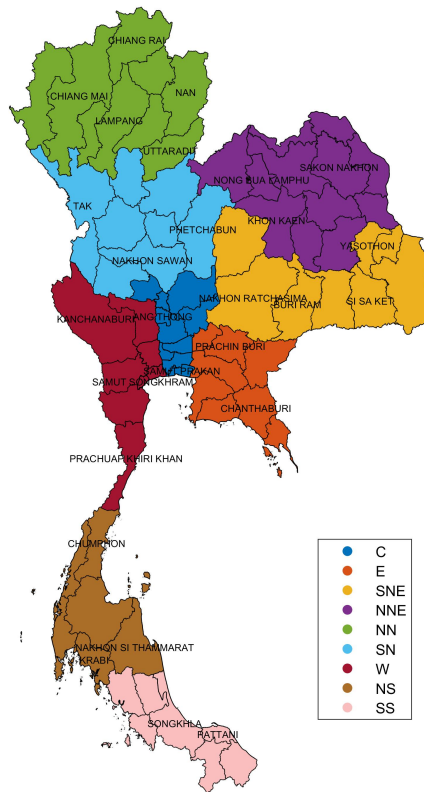 CHIANG RAI
NAN
CHIANG MAI
LAMPANG
UTTARADIT
SAKON NAKHON
NONG BUA LAMPHU
TAK
KHON KAEN
PHETCHABUN
YASOTHON
NAKHON SAWAN
NAKHON RATCHASIMA
SI SA KET
BURI RAM
KANCHANABURI
ANG THONG
PRACHIN BURI
SAMUT PRAKAN
SAMUT SONGKHRAM
CHANTHABURI
PRACHUAP KHIRI KHAN
CHUMPHON
NAKHON SI THAMMARAT
KRABI
SONGKHLA
PATTANI
C
E
SNE
NNE
NN
SN
W
NS
SS